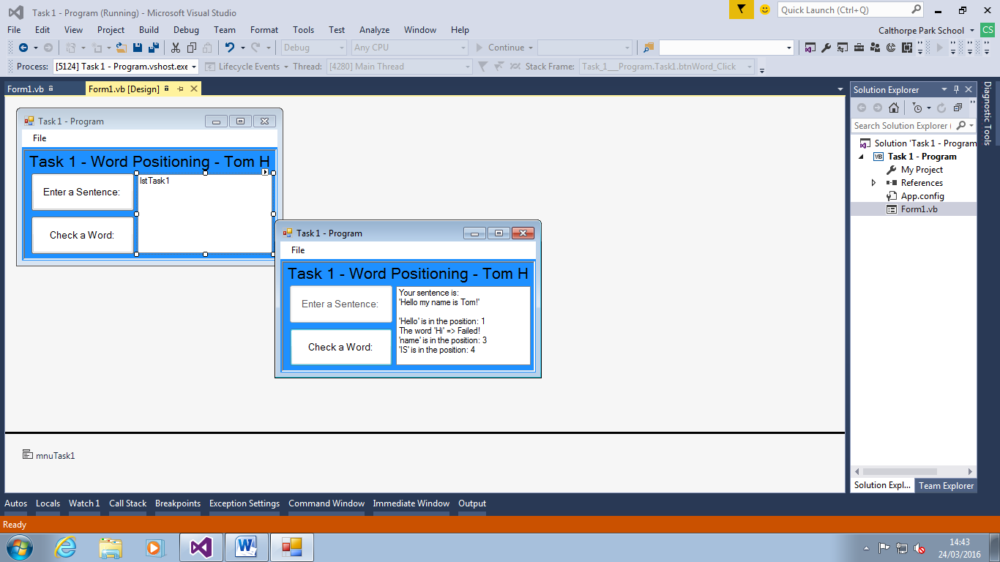 Task 1 - Program (Running) - Microsoft Visual Studio
Quick Launch (Ctrl+Q)
File Edit View Project Build Debug Team Format Tools Test Analyze Window Help
Calthorpe Park School CS
Debug Any CPU Continue
Process: [5124] Task 1 - Program.vshost.exe Lifecycle Events Thread: [4280] Main Thread Stack Frame: Task_1___Program.Task1.btnWord_Click
Form1.vb Form1.vb [Design]
Task 1 - Program
File
Task 1 - Word Positioning - Tom H
Enter a Sentence:
lstTask1
Check a Word:
Task 1 - Program
File
Task 1 - Word Positioning - Tom H
Enter a Sentence:
Check a Word:
Your sentence is:
'Hello my name is Tom!'
'Hello' is in the position: 1
The word 'Hi' => Failed!
'name' is in the position: 3
'IS' is in the position: 4
mnuTask1
Solution Explorer
Search Solution Explorer (
Solution 'Task 1 - Program
VB Task 1 - Program
My Project
References
App.config
Form1.vb
Solution Expl... Team Explorer
Diagnostic Tools
Autos Locals Watch 1 Call Stack Breakpoints Exception Settings Command Window Immediate Window Output
Ready
14:43
24/03/2016